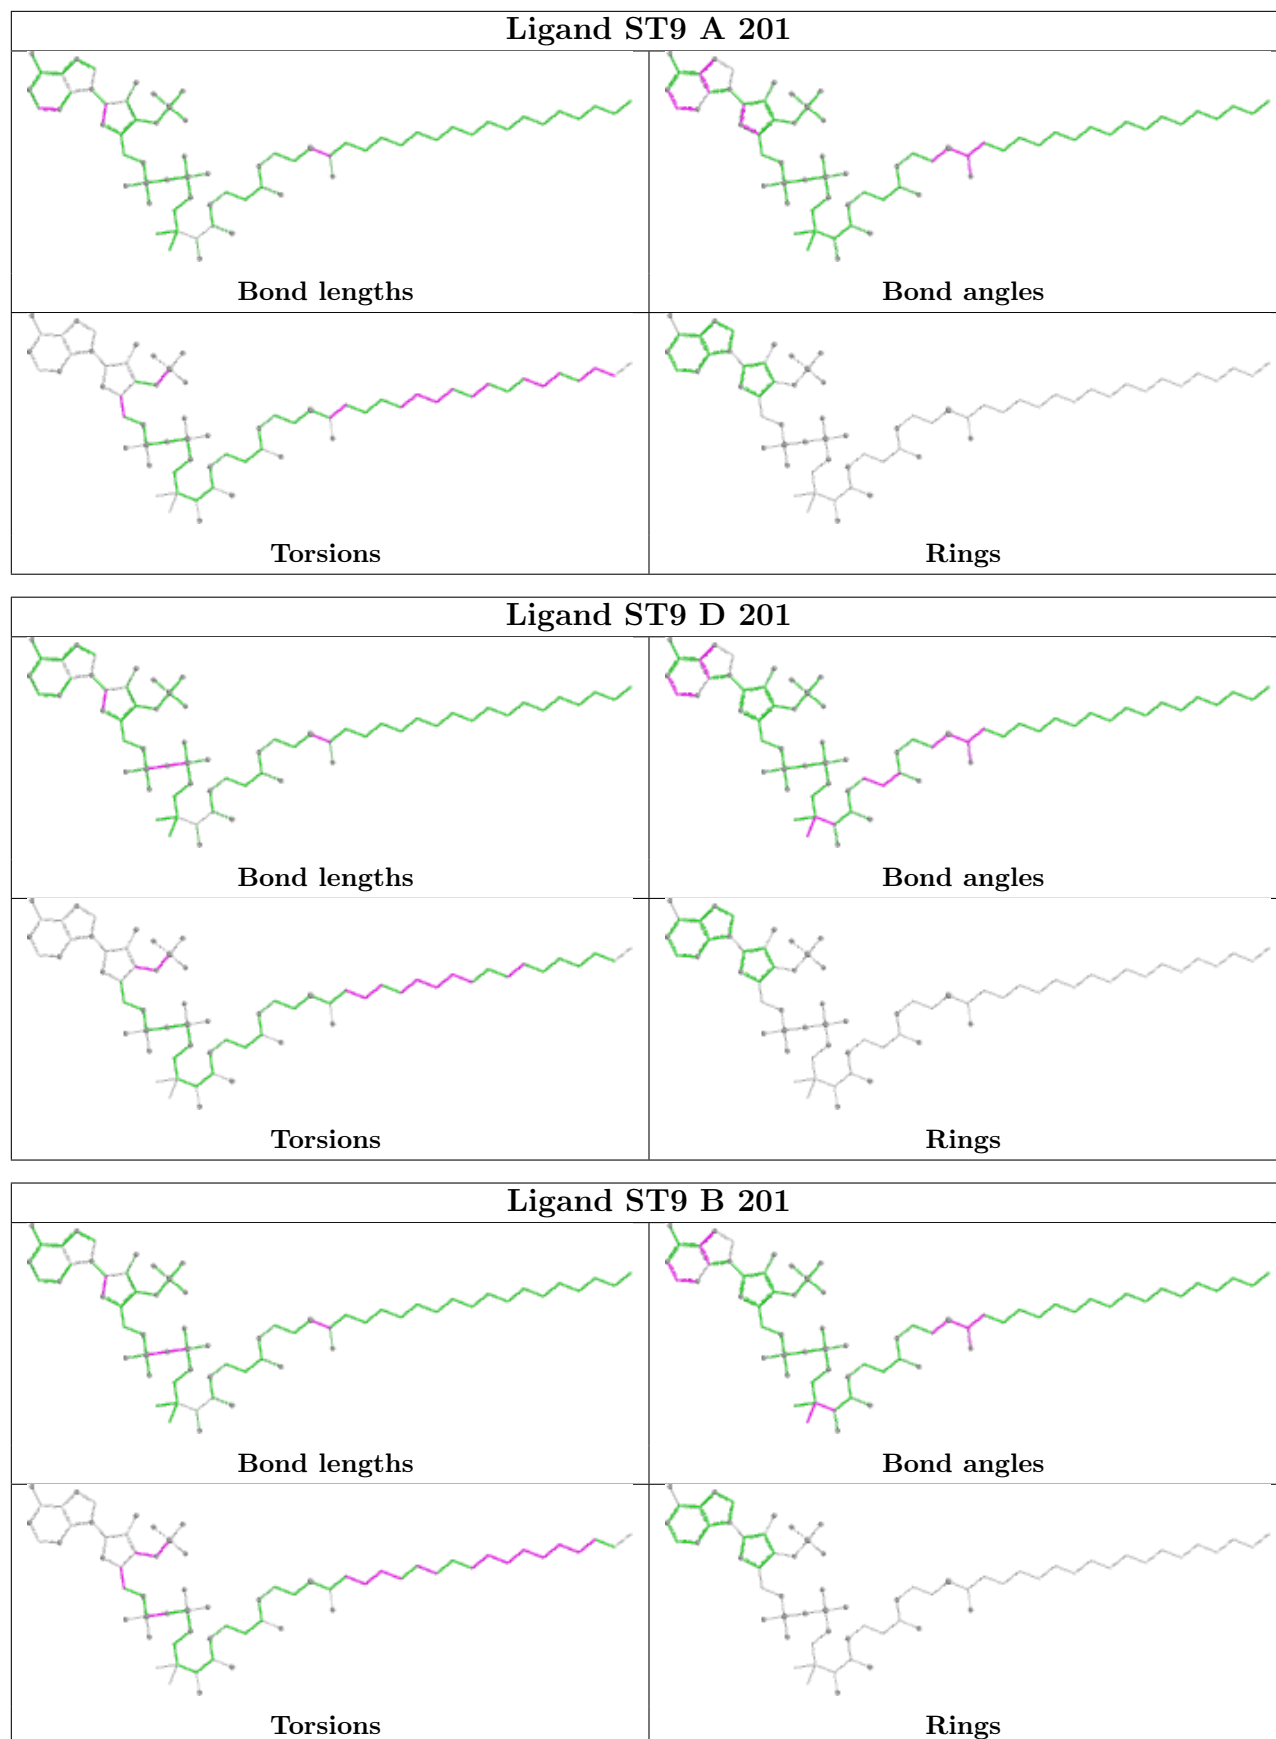 Ligand ST9 A 201
Bond lengths
Bond angles
Torsions
Rings
Ligand ST9 D 201
Bond lengths
Bond angles
Torsions
Rings
Ligand ST9 B 201
Bond lengths
Bond angles
Torsions
Rings